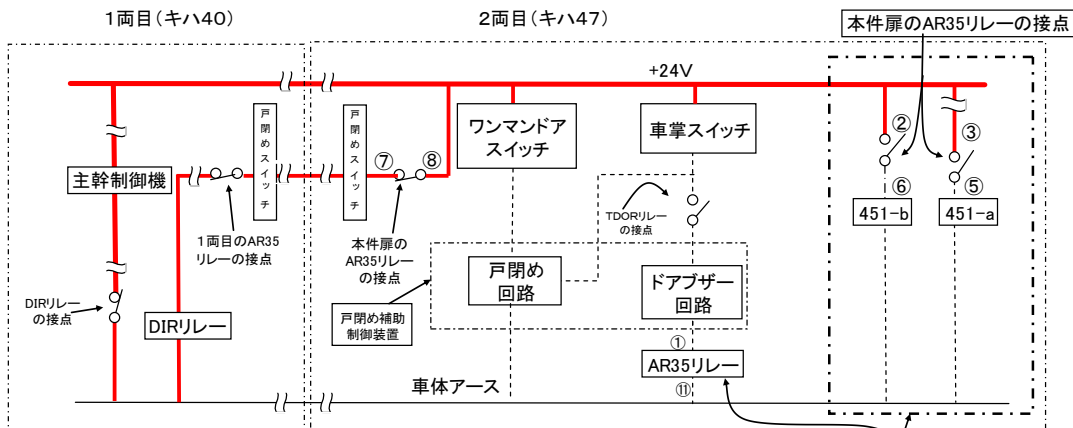 1両目(キハ40)
2両目(キハ47)
本件扉のAR35リレーの接点
+24V
戸閉めスイッチ
戸閉めスイッチ
ワンマンドア
スイッチ
車掌スイッチ
②
③
⑦
⑧
主幹制御機
⑥
⑤
451-b
451-a
1両目のAR35
リレーの接点
本件扉の
AR35リレー
の接点
TDORリレー
の接点
戸閉め
回路
ドアブザー
回路
DIRリレー
の接点
DIRリレー
戸閉め補助
制御装置
①
AR35リレー
⑪
車体アース